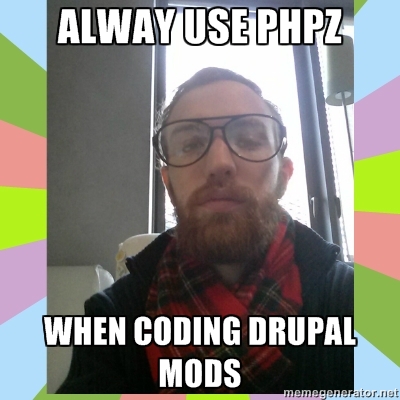 ALWAY USE PHPZ
WHEN CODING DRUPAL
MODS
memegenerator.net